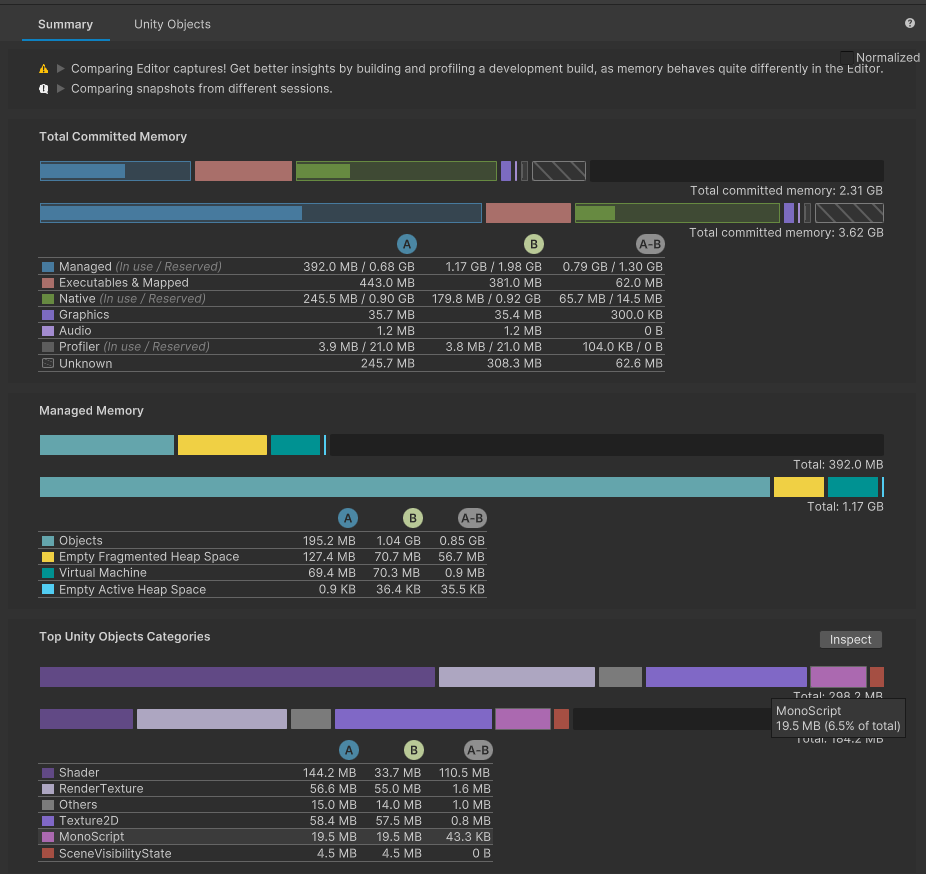 Summary Unity Objects ?
Normalized
Comparing Editor captures! Get better insights by building and profiling a development build, as memory behaves quite differently in the Editor.
Comparing snapshots from different sessions.
Total Committed Memory
Total committed memory: 2.31 GB
Total committed memory: 3.62 GB
A B A-B
Managed (In use / Reserved) 392.0 MB / 0.68 GB 1.17 GB / 1.98 GB 0.79 GB / 1.30 GB
Executables & Mapped 443.0 MB 381.0 MB 62.0 MB
Native (In use / Reserved) 245.5 MB / 0.90 GB 179.8 MB / 0.92 GB 65.7 MB / 14.5 MB
Graphics 35.7 MB 35.4 MB 300.0 KB
Audio 1.2 MB 1.2 MB 0 B
Profiler (In use / Reserved) 3.9 MB / 21.0 MB 3.8 MB / 21.0 MB 104.0 KB / 0 B
Unknown 245.7 MB 308.3 MB 62.6 MB
Managed Memory
Total: 392.0 MB
Total: 1.17 GB
A B A-B
Objects 195.2 MB 1.04 GB 0.85 GB
Empty Fragmented Heap Space 127.4 MB 70.7 MB 56.7 MB
Virtual Machine 69.4 MB 70.3 MB 0.9 MB
Empty Active Heap Space 0.9 KB 36.4 KB 35.5 KB
Top Unity Objects Categories Inspect
Total: 298.2 MB
MonoScript
19.5 MB (6.5% of total)
Total: 184.2 MB
A B A-B
Shader 144.2 MB 33.7 MB 110.5 MB
RenderTexture 56.6 MB 55.0 MB 1.6 MB
Others 15.0 MB 14.0 MB 1.0 MB
Texture2D 58.4 MB 57.5 MB 0.8 MB
MonoScript 19.5 MB 19.5 MB 43.3 KB
SceneVisibilityState 4.5 MB 4.5 MB 0 B